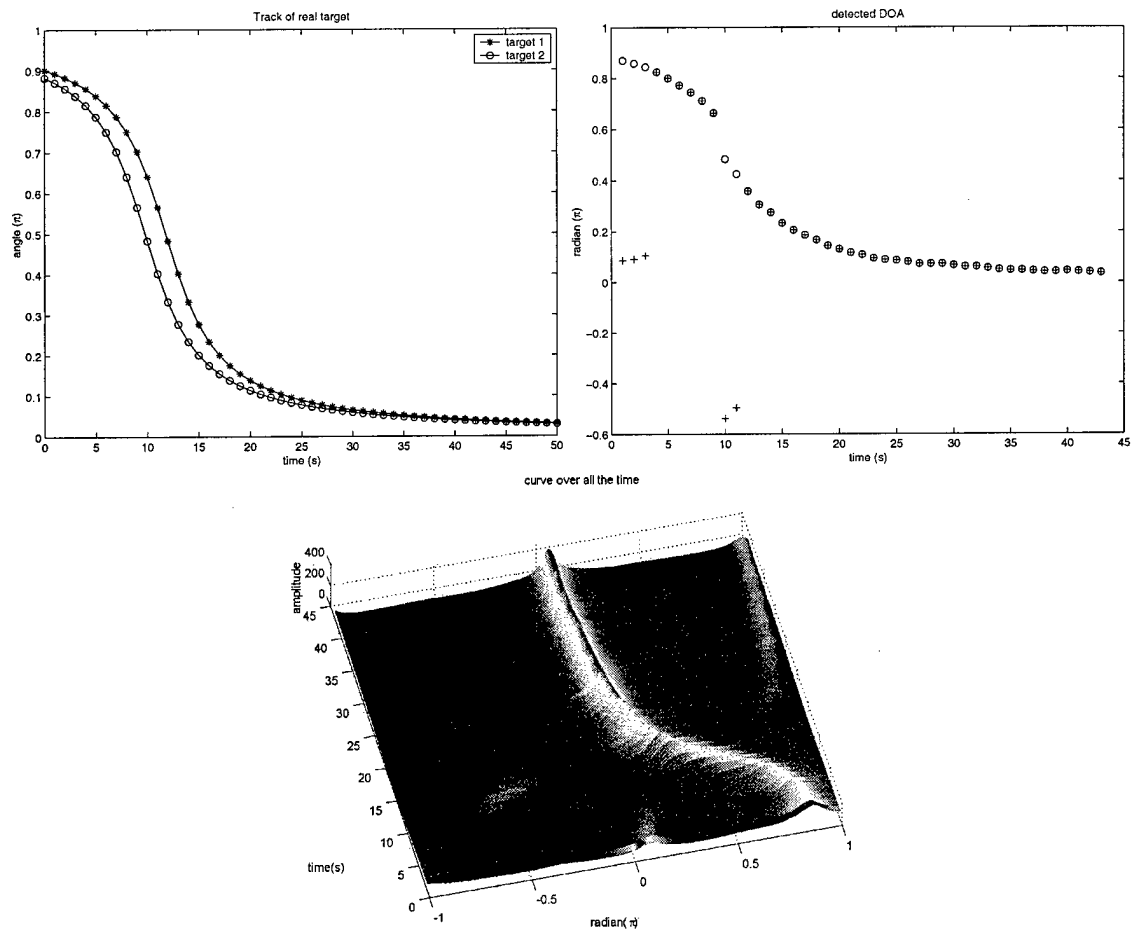 Track of real target
1
0.9
0.8
0.7
0.6
0.5
0.4
0.3
0.2
0.1
0
angle (π)
target 1
target 2
0 5 10 15 20 25 30 35 40 45 50
time (s)
detected DOA
1
0.8
0.6
0.4
0.2
0
−0.2
−0.4
−0.6
radian (π)
0 5 10 15 20 25 30 35 40 45
time (s)
curve over all the time
400
200
0
amplitude
45
40
35
30
25
20
15
10
5
0
time(s)
-1
-0.5
0
0.5
1
radian(π)